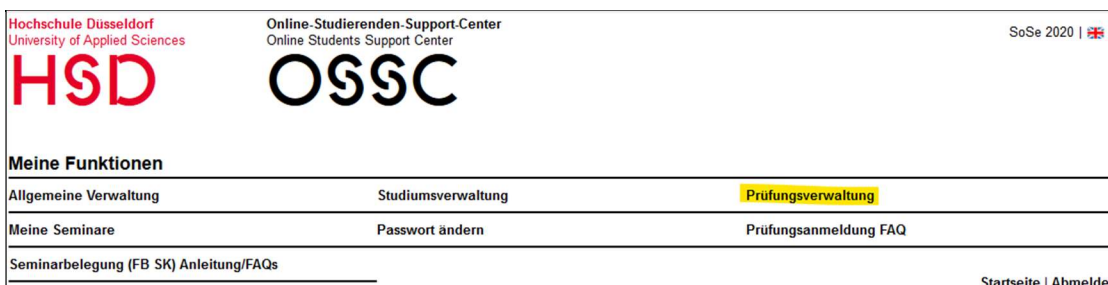 Hochschule Düsseldorf
University of Applied Sciences
HSD
Online-Studierenden-Support-Center
Online Students Support Center
OSSC
SoSe 2020 |
Meine Funktionen
Allgemeine Verwaltung
Studiumsverwaltung
Prüfungsverwaltung
Meine Seminare
Passwort ändern
Prüfungsanmeldung FAQ
Seminarbelegung (FB SK) Anleitung/FAQs
Startseite | Abmelde